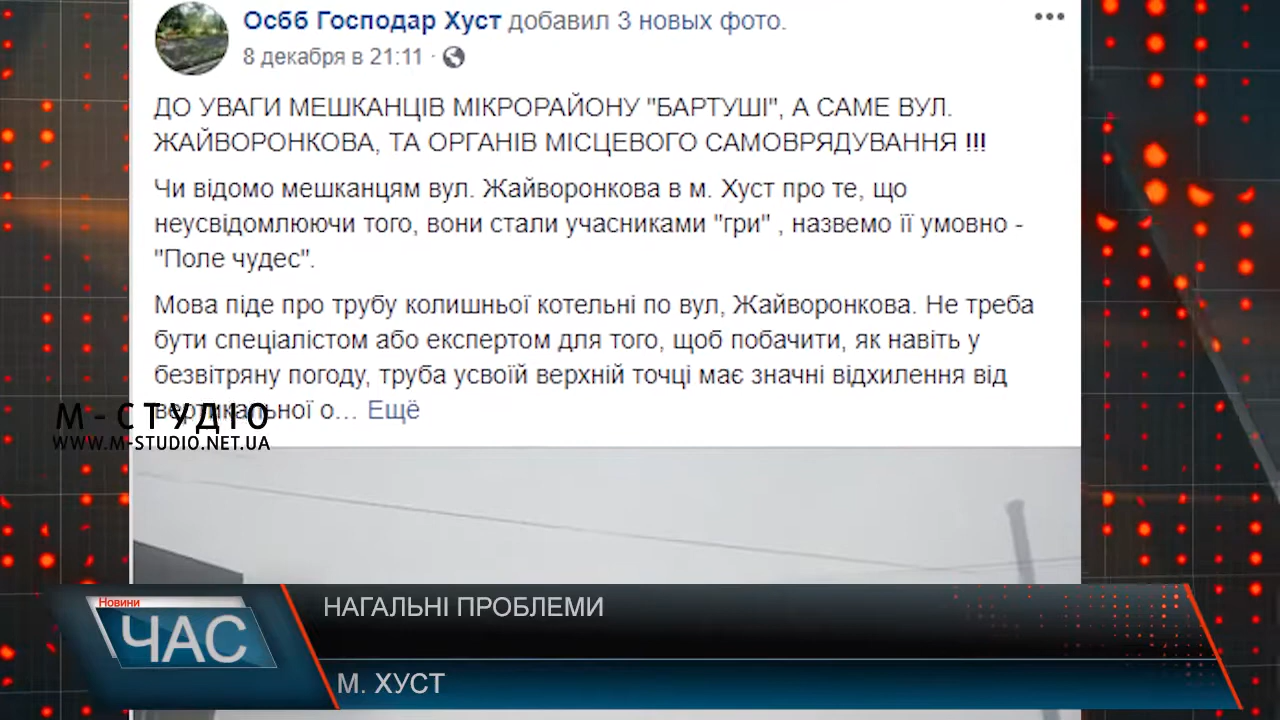 Осбб Господар Хуст добавил 3 новых фото.
8 декабря в 21:11 ·
ДО УВАГИ МЕШКАНЦІВ МІКРОРАЙОНУ "БАРТУШІ", А САМЕ ВУЛ.
ЖАЙВОРОНКОВА, ТА ОРГАНІВ МІСЦЕВОГО САМОВРЯДУВАННЯ !!!
Чи відомо мешканцям вул. Жайворонкова в м. Хуст про те, що
неусвідомлюючи того, вони стали учасниками "гри" , назвемо її умовно -
"Поле чудес".
Мова піде про трубу колишньої котельні по вул, Жайворонкова. Не треба
бути спеціалістом або експертом для того, щоб побачити, як навіть у
безвітряну погоду, труба усвоїй верхній точці має значні відхилення від
вертикальної о... Ещё
М-СТУДІО
WWW.M-STUDIO.NET.UA
Новини
ЧАС
НАГАЛЬНІ ПРОБЛЕМИ
М. ХУСТ